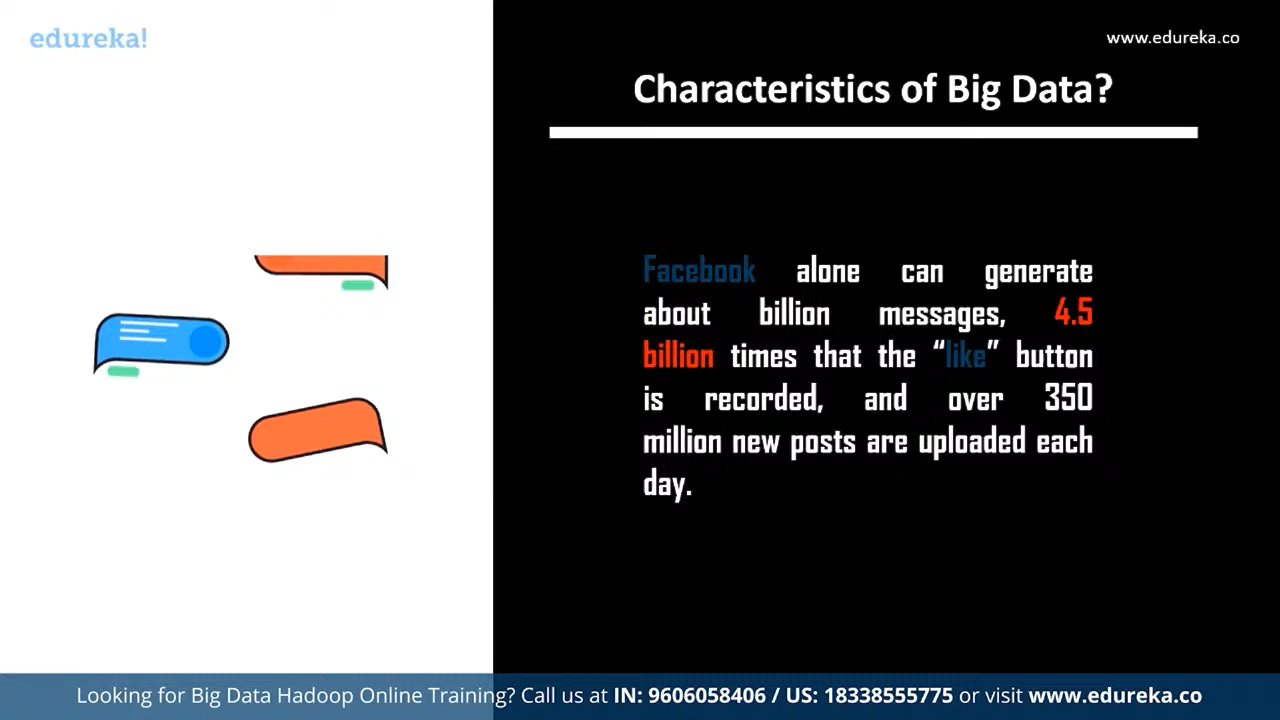 edureka!
www.edureka.co
Characteristics of Big Data?
Facebook alone can generate
about billion messages, 4.5
billion times that the “like” button
is recorded, and over 350
million new posts are uploaded each
day.
Looking for Big Data Hadoop Online Training? Call us at IN: 9606058406 / US: 18338555775 or visit www.edureka.co